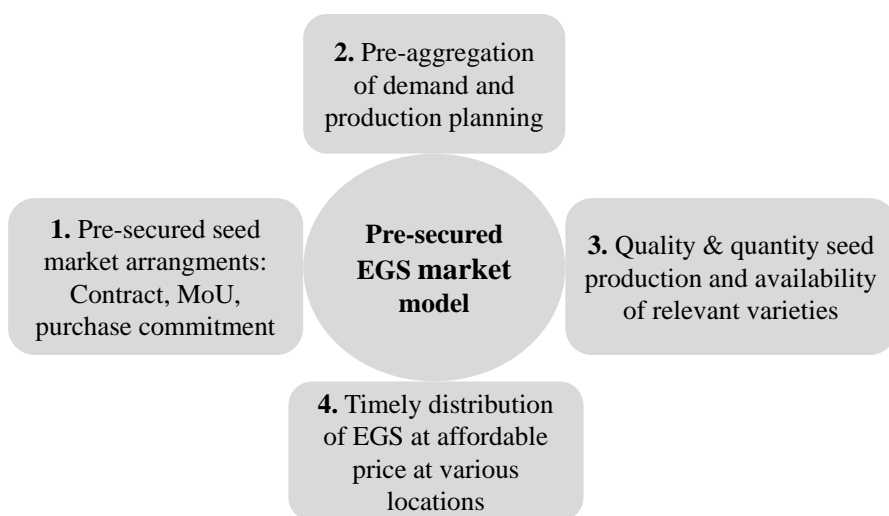 2. Pre-aggregation
of demand and
production planning
1. Pre-secured seed
market arrangments:
Contract, MoU,
purchase commitment
Pre-secured
EGS market
model
3. Quality & quantity seed
production and availability
of relevant varieties
4. Timely distribution
of EGS at affordable
price at various
locations